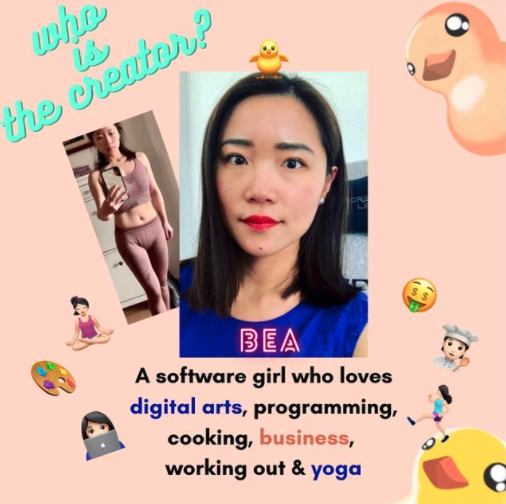 who
is
the creator?
BEA
A software girl who loves
digital arts, programming,
cooking, business,
working out & yoga